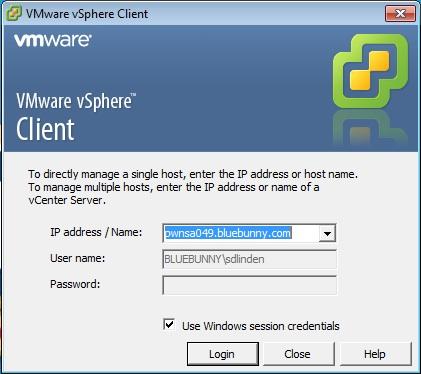 VMware vSphere Client
vmware®
VMware vSphere™
Client
To directly manage a single host, enter the IP address or host name.
To manage multiple hosts, enter the IP address or name of a
vCenter Server.
IP address / Name: pwnsa049.bluebunny.com
User name: BLUEBUNNY\sdlinden
Password:
Use Windows session credentials
Login Close Help